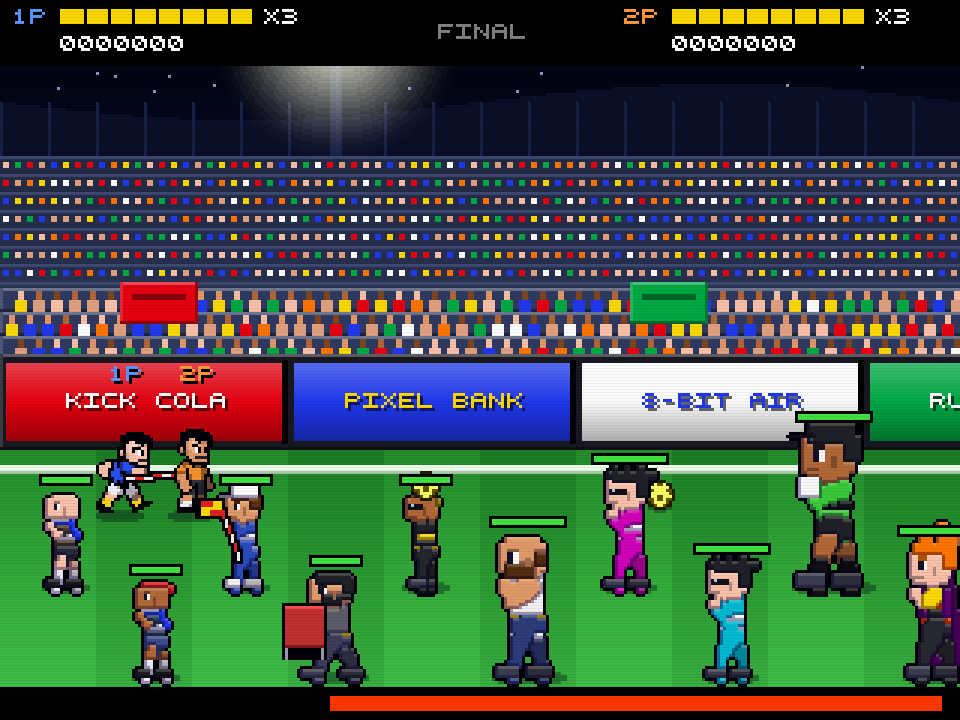 1P X3
0000000
FINAL
2P X3
0000000
1P 2P
KICK COLA
PIXEL BANK
8-BIT AIR